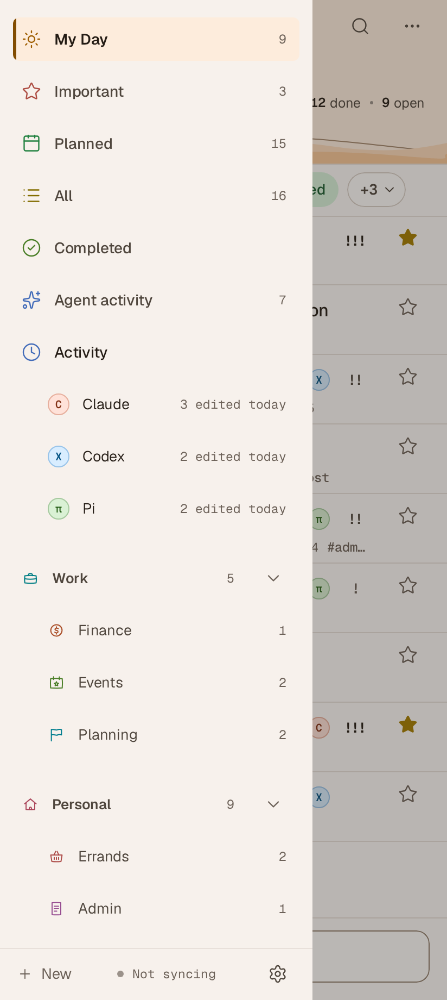 My Day 9
Important 3
Planned 15
All 16
Completed
Agent activity 7
Activity
C Claude 3 edited today
X Codex 2 edited today
π Pi 2 edited today
Work 5
Finance 1
Events 2
Planning 2
Personal 9
Errands 2
Admin 1
+ New
Not syncing
12 done • 9 open
ed
+3
!!!
on
X !!
ost
π !!
4 #adm…
π !
C !!!
X